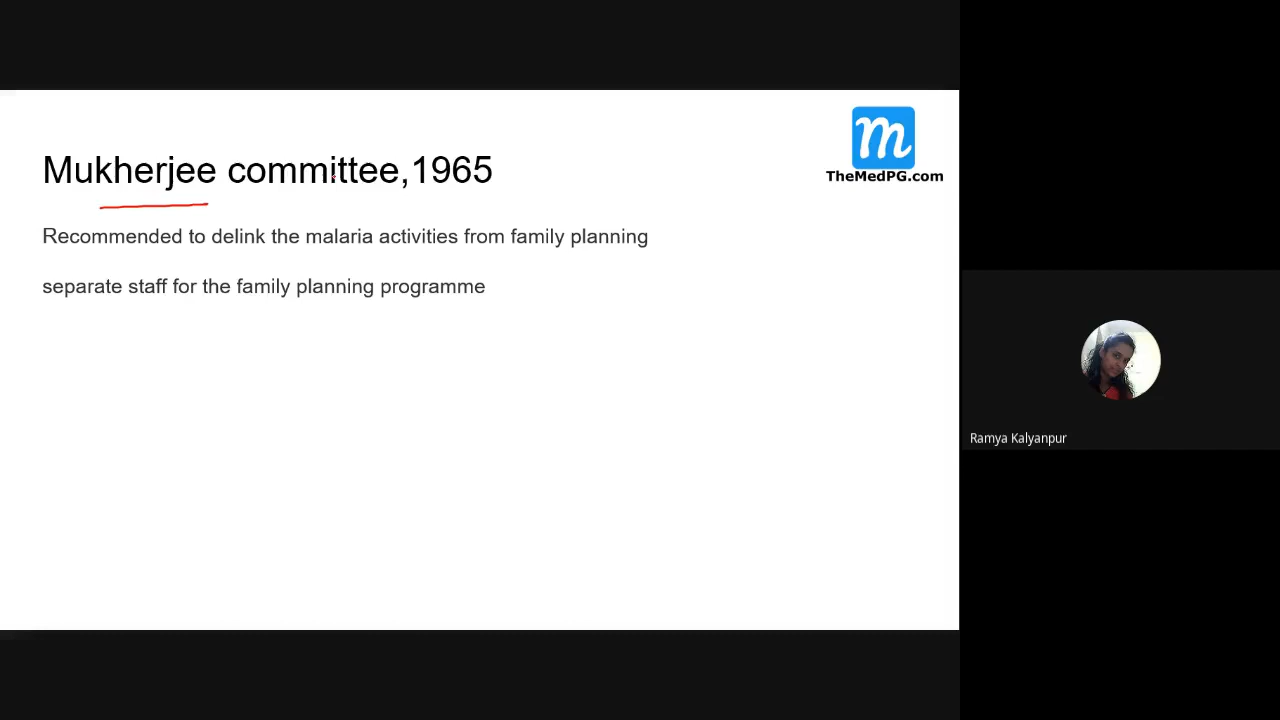 m
TheMedPG.com
Mukherjee committee,1965
Recommended to delink the malaria activities from family planning
separate staff for the family planning programme
Ramya Kalyanpur